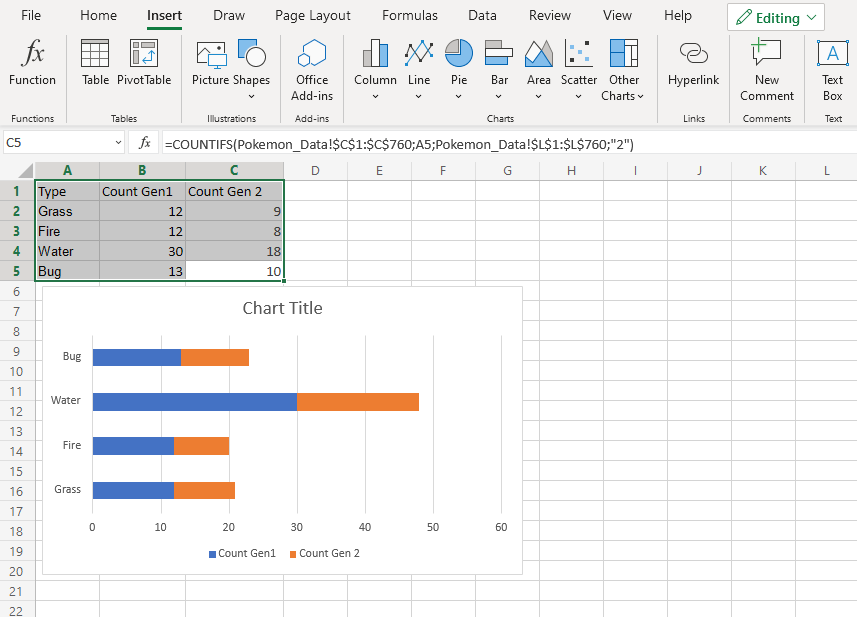 File Home Insert Draw Page Layout Formulas Data Review View Help Editing
fx
Function Table PivotTable Picture Shapes Office Add-ins Column Line Pie Bar Area Scatter Other Charts Hyperlink New Comment A Text Box
Functions Tables Illustrations Add-ins Charts Links Comments Text
C5 fx =COUNTIFS(Pokemon_Data!$C$1:$C$760;A5;Pokemon_Data!$L$1:$L$760;"2")
A B C D E F G H I J K L
1 Type Count Gen1 Count Gen 2
2 Grass 12 9
3 Fire 12 8
4 Water 30 18
5 Bug 13 10
6
7 Chart Title
8
9 Bug
10
11 Water
12
13 Fire
14
15
16 Grass
17
18 0 10 20 30 40 50 60
19 Count Gen1 Count Gen 2
20
21
22